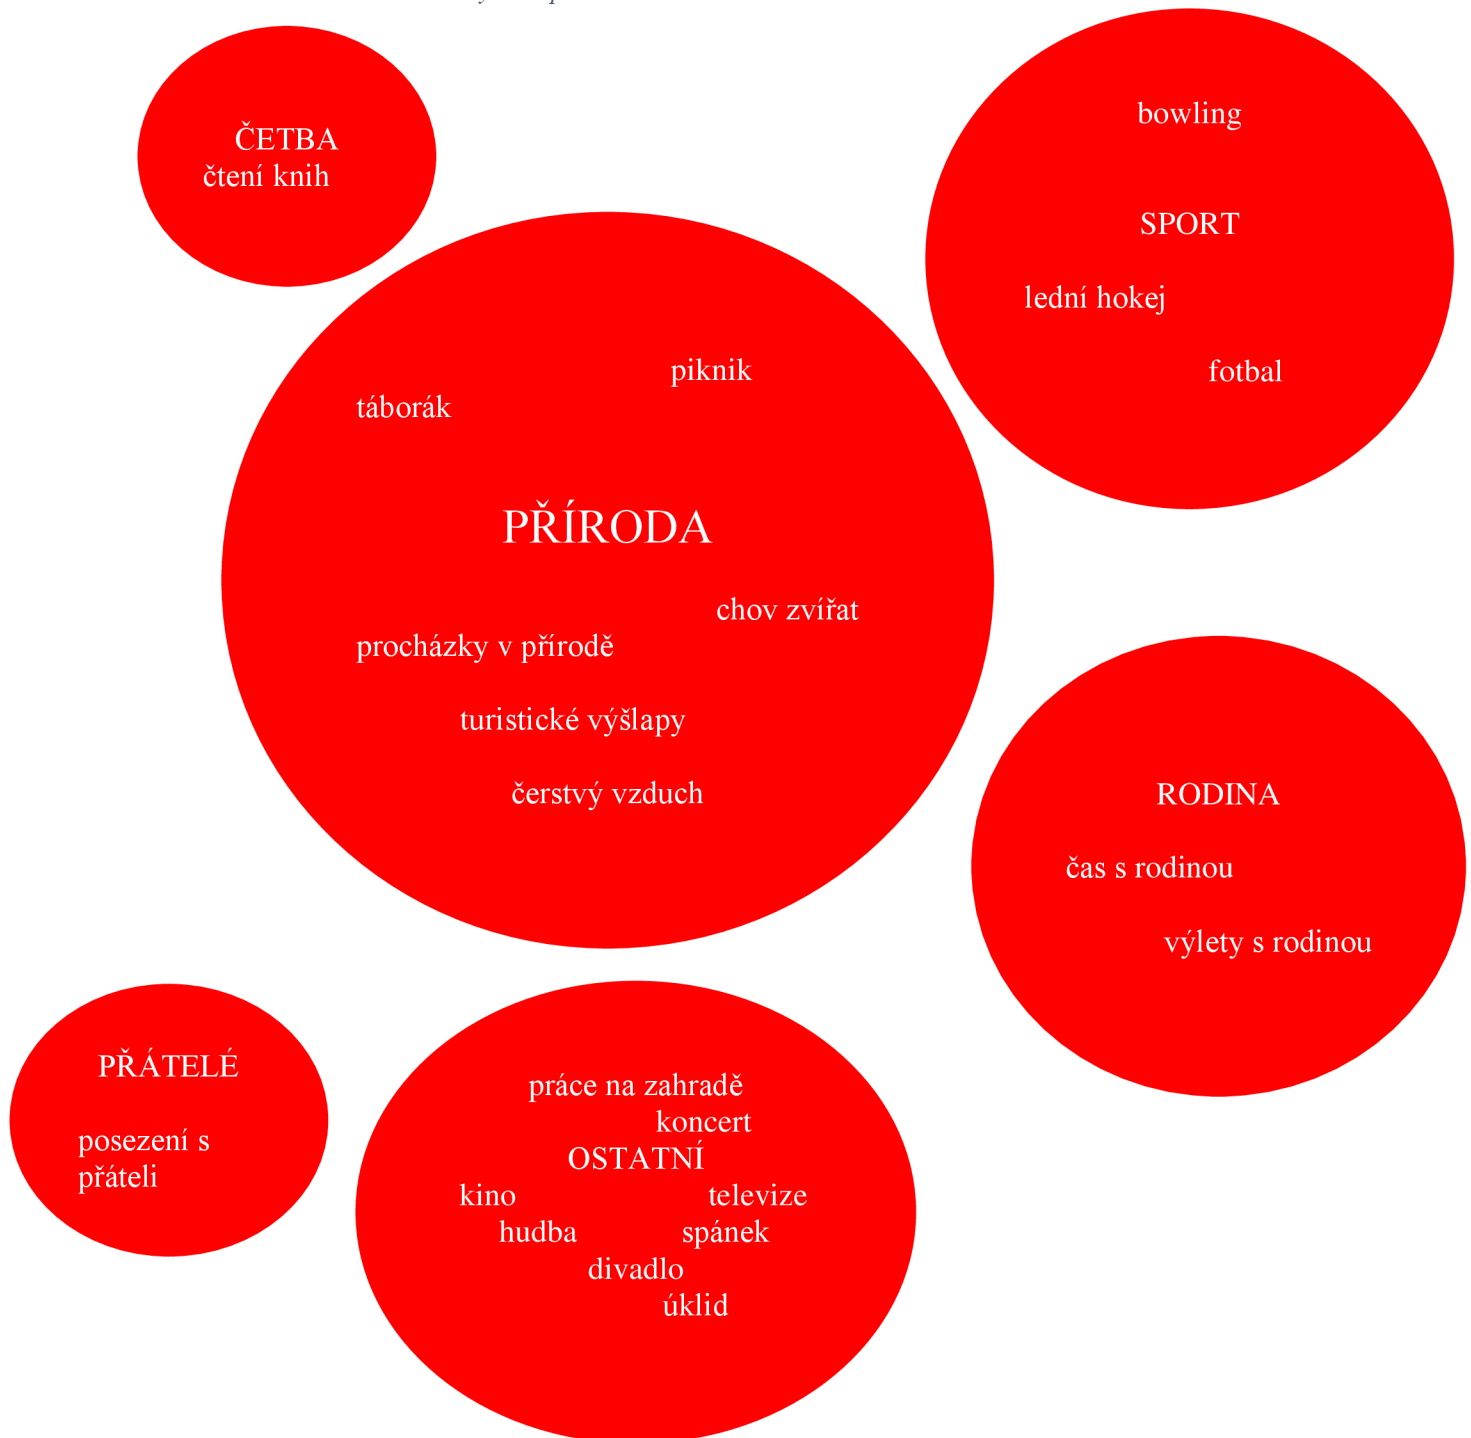 ČETBA
čtení knih
bowling
SPORT
lední hokej
fotbal
piknik
táborák
PŘÍRODA
chov zvířat
procházky v přírodě
turistické výšlapy
čerstvý vzduch
RODINA
čas s rodinou
výlety s rodinou
PŘÁTELÉ
posezení s
přáteli
práce na zahradě
koncert
OSTATNÍ
kino televize
hudba spánek
divadlo
úklid